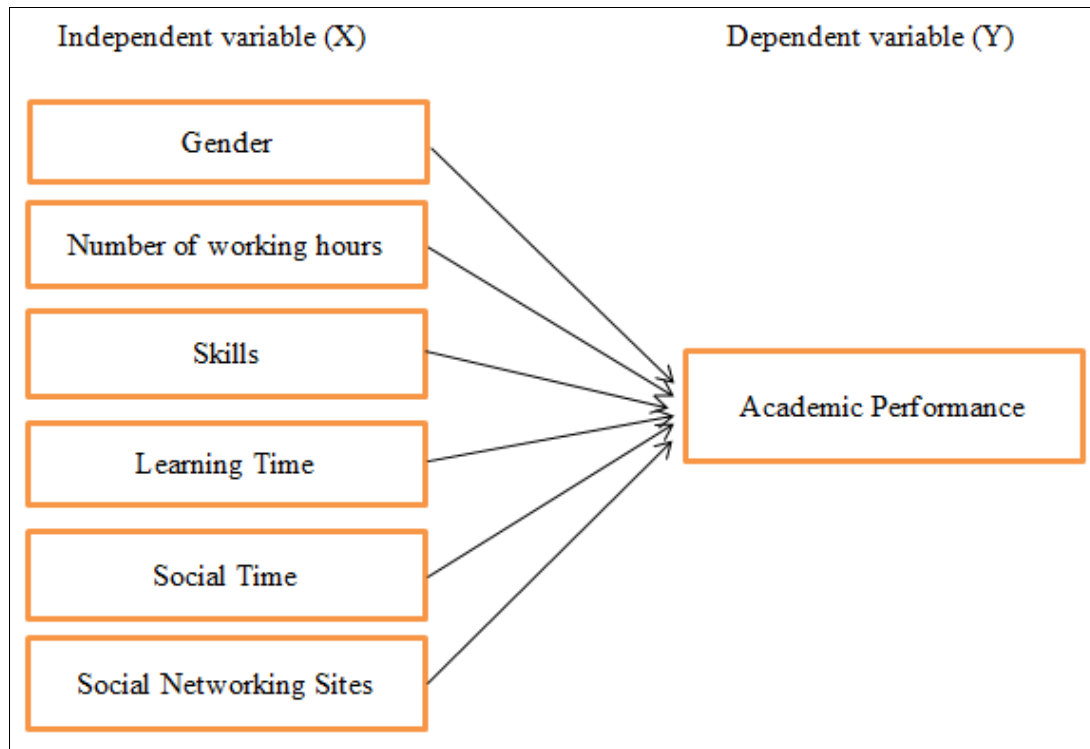 Independent variable (X)
Dependent variable (Y)
Gender
Number of working hours
Skills
Learning Time
Social Time
Social Networking Sites
Academic Performance